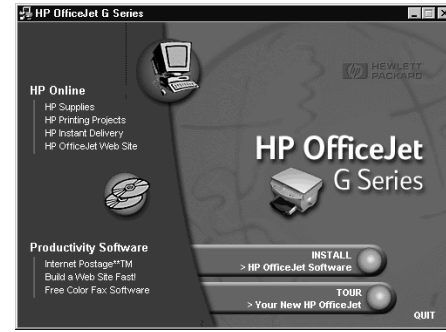 HP OfficeJet G Series
HEWLETT
PACKARD
HP Online
HP Supplies
HP Printing Projects
HP Instant Delivery
HP OfficeJet Web Site
HP OfficeJet
G Series
Productivity Software
Internet Postage**TM
Build a Web Site Fast!
Free Color Fax Software
INSTALL
> HP OfficeJet Software
TOUR
> Your New HP OfficeJet
QUIT